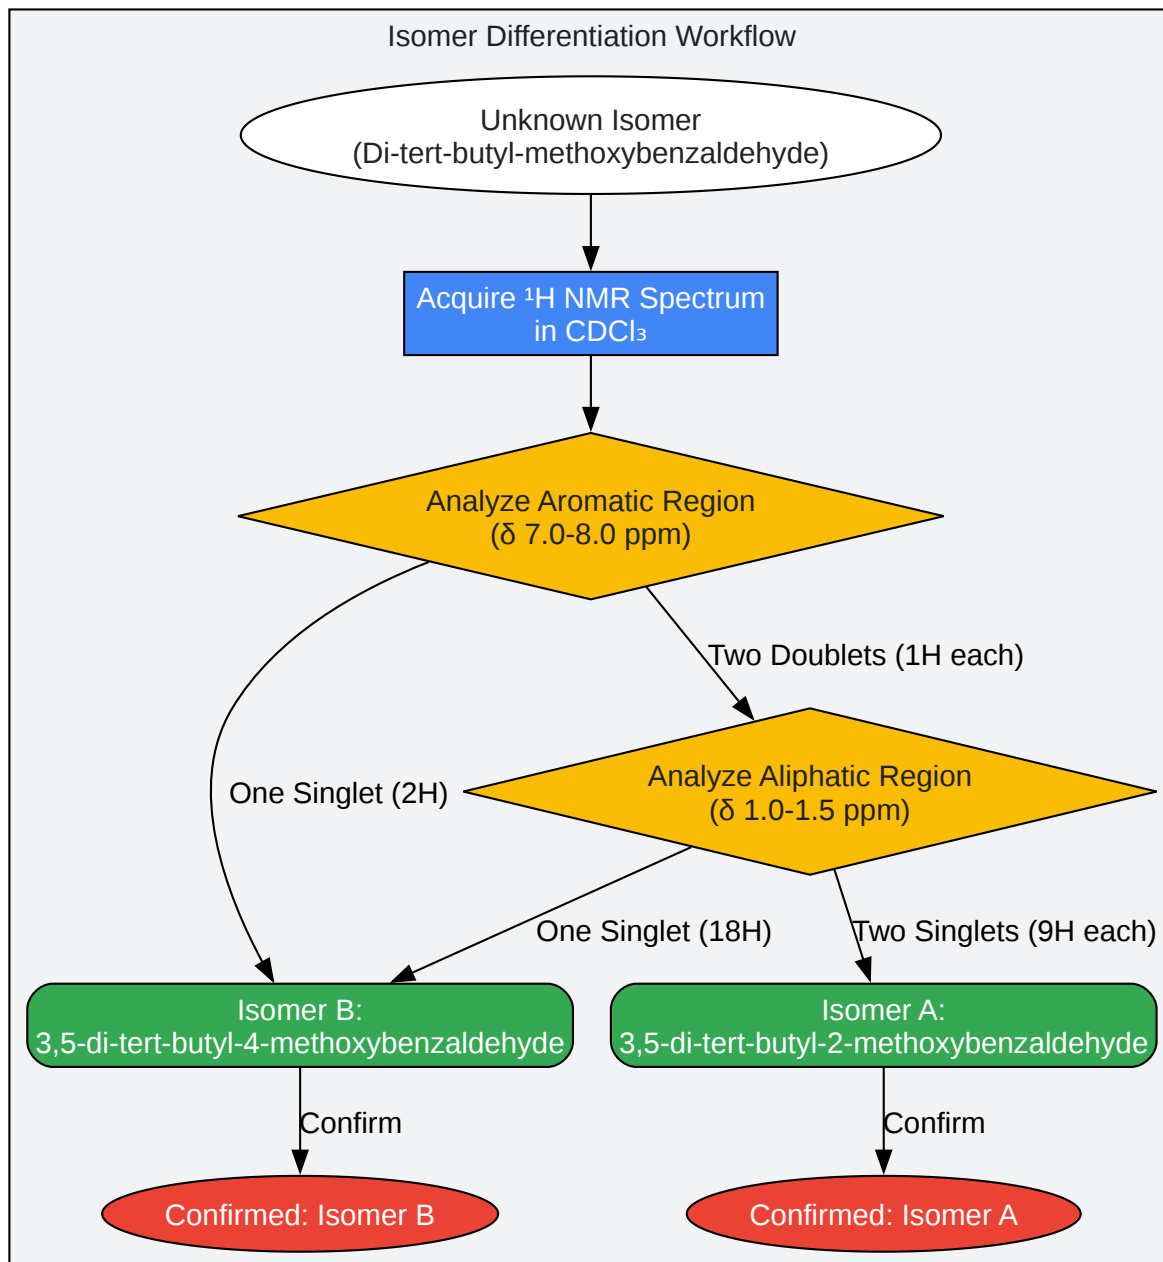 Isomer Differentiation Workflow
Unknown Isomer
(Di-tert-butyl-methoxybenzaldehyde)
Acquire ¹H NMR Spectrum
in CDCl₃
Analyze Aromatic Region
(δ 7.0-8.0 ppm)
Two Doublets (1H each)
Analyze Aliphatic Region
(δ 1.0-1.5 ppm)
One Singlet (2H)
One Singlet (18H)
Two Singlets (9H each)
Isomer B:
3,5-di-tert-butyl-4-methoxybenzaldehyde
Isomer A:
3,5-di-tert-butyl-2-methoxybenzaldehyde
Confirm
Confirm
Confirmed: Isomer B
Confirmed: Isomer A